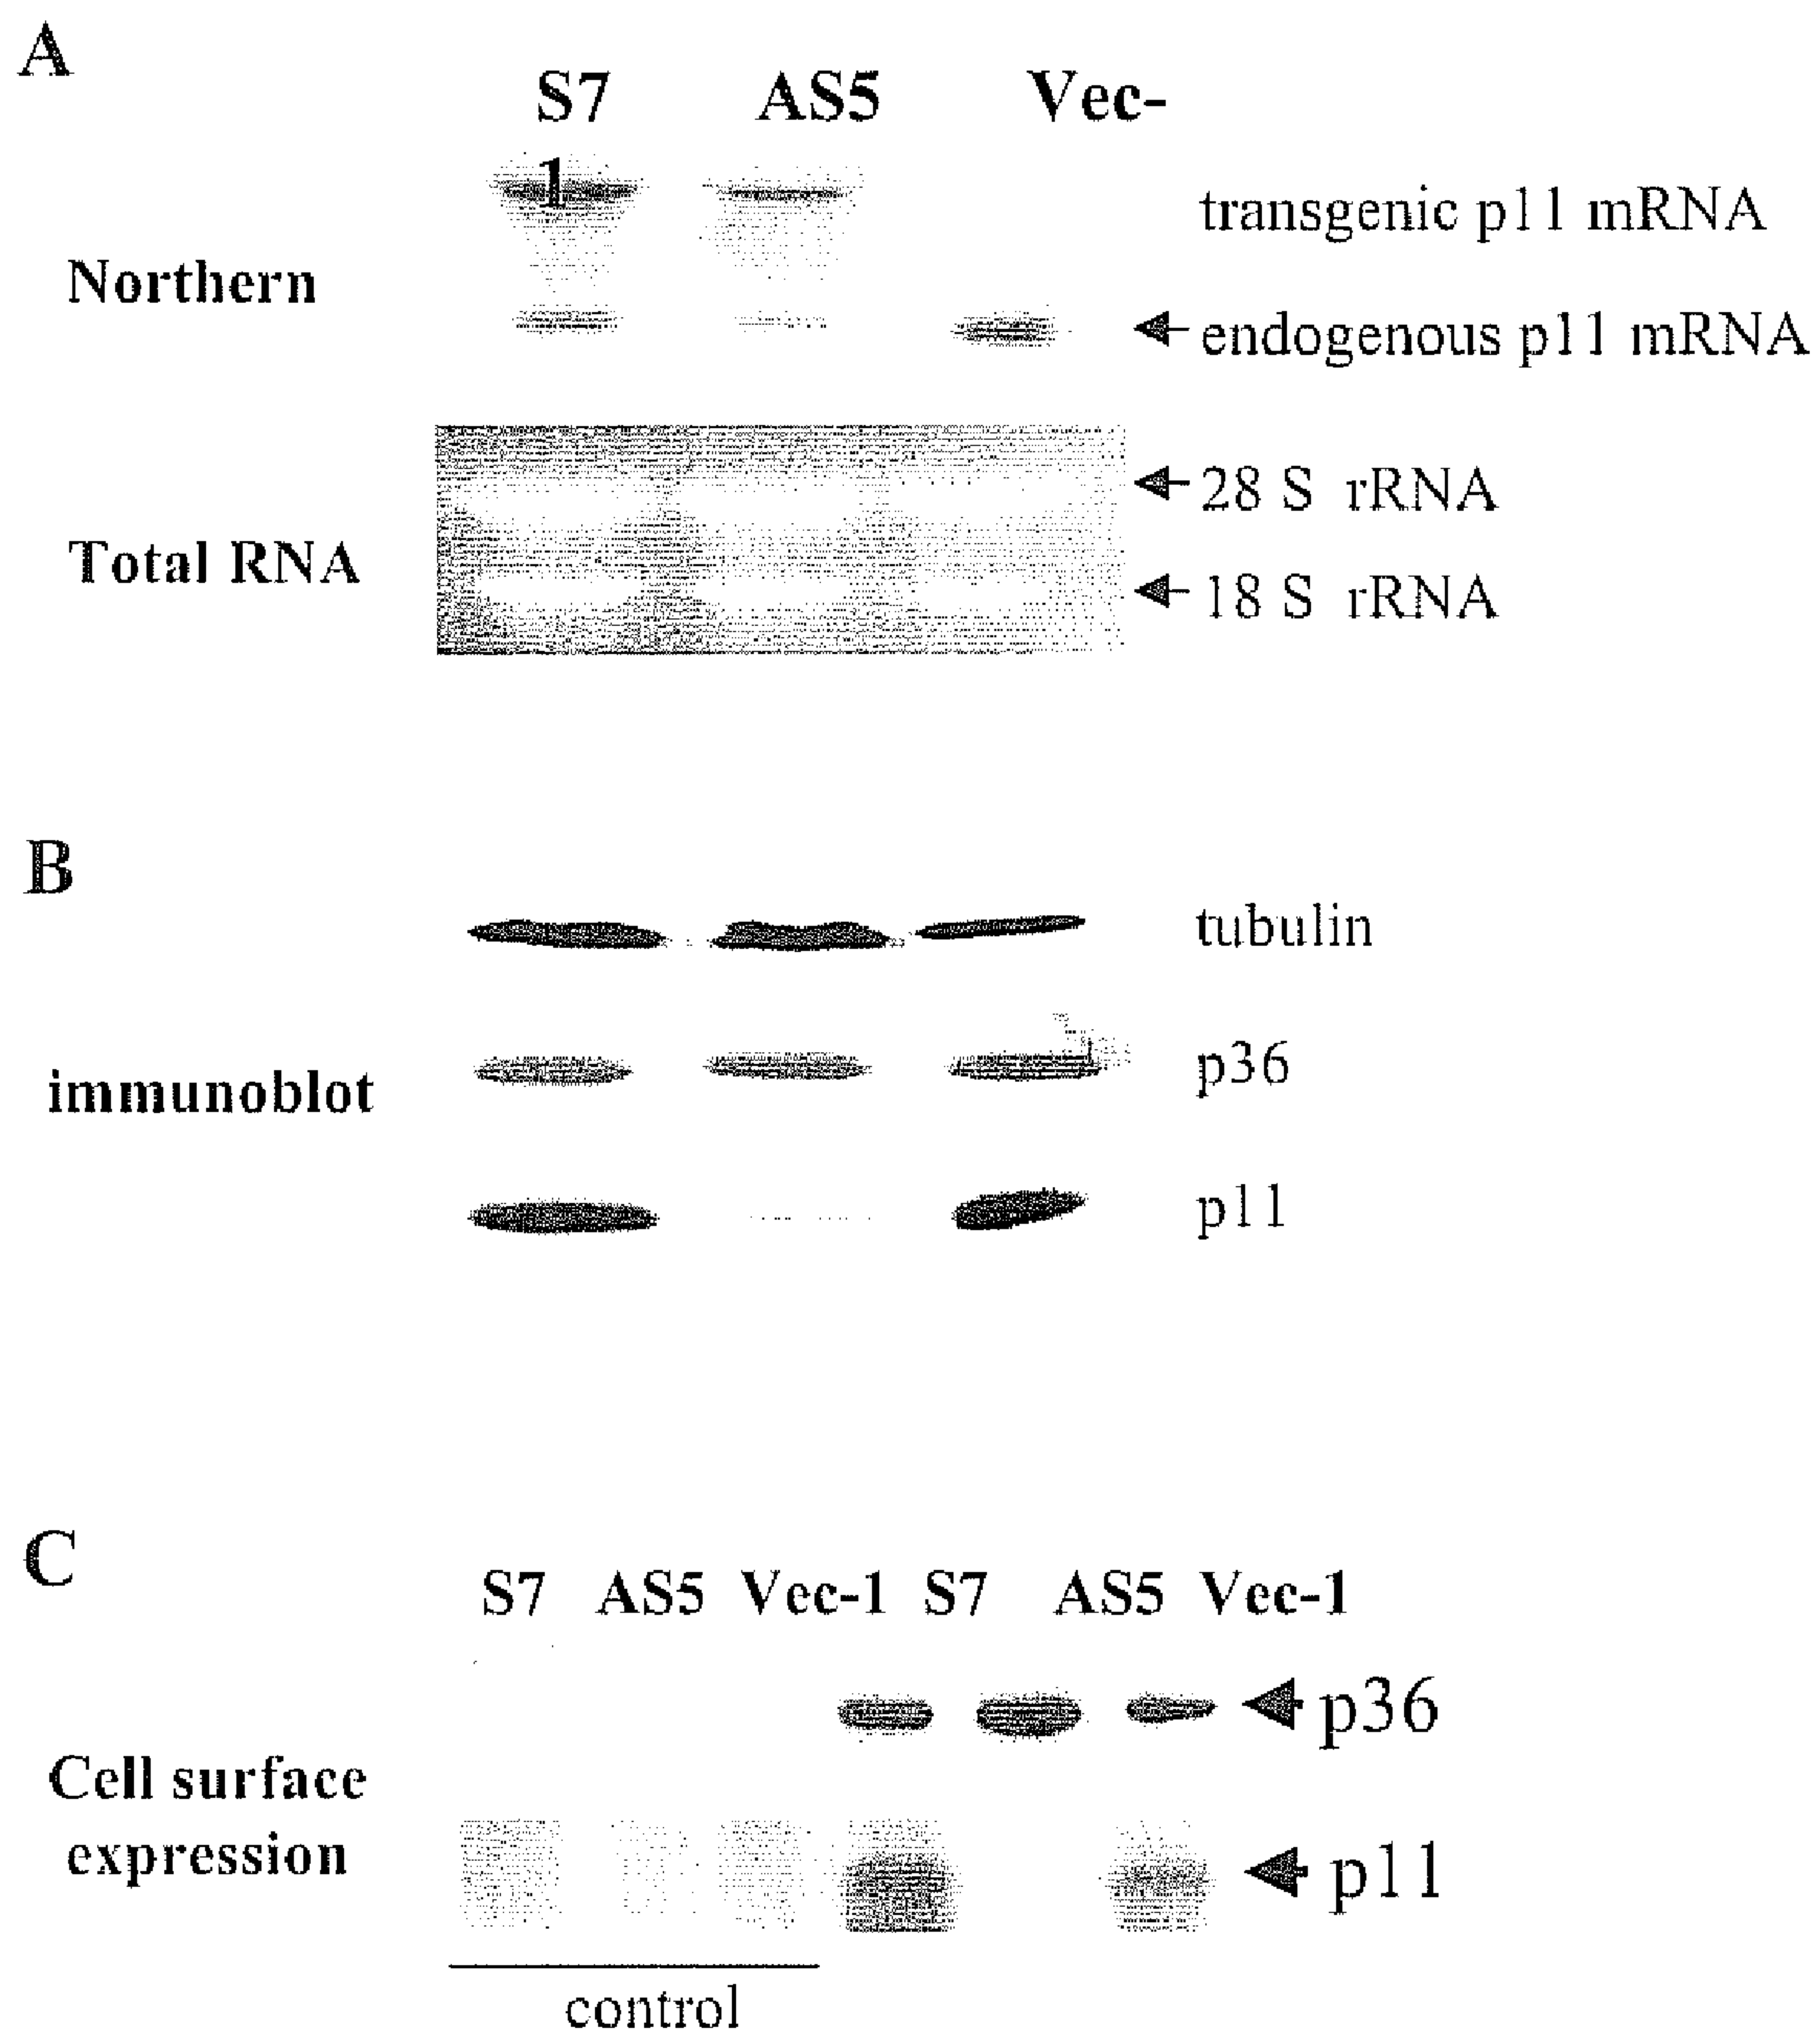 A
S7 AS5 Vec-
1
transgenic p11 mRNA
Northern
endogenous p11 mRNA
28 S rRNA
Total RNA
18 S rRNA
B
tubulin
p36
immunoblot
p11
C
S7 AS5 Vec-1 S7 AS5 Vec-1
p36
Cell surface
expression
p11
control